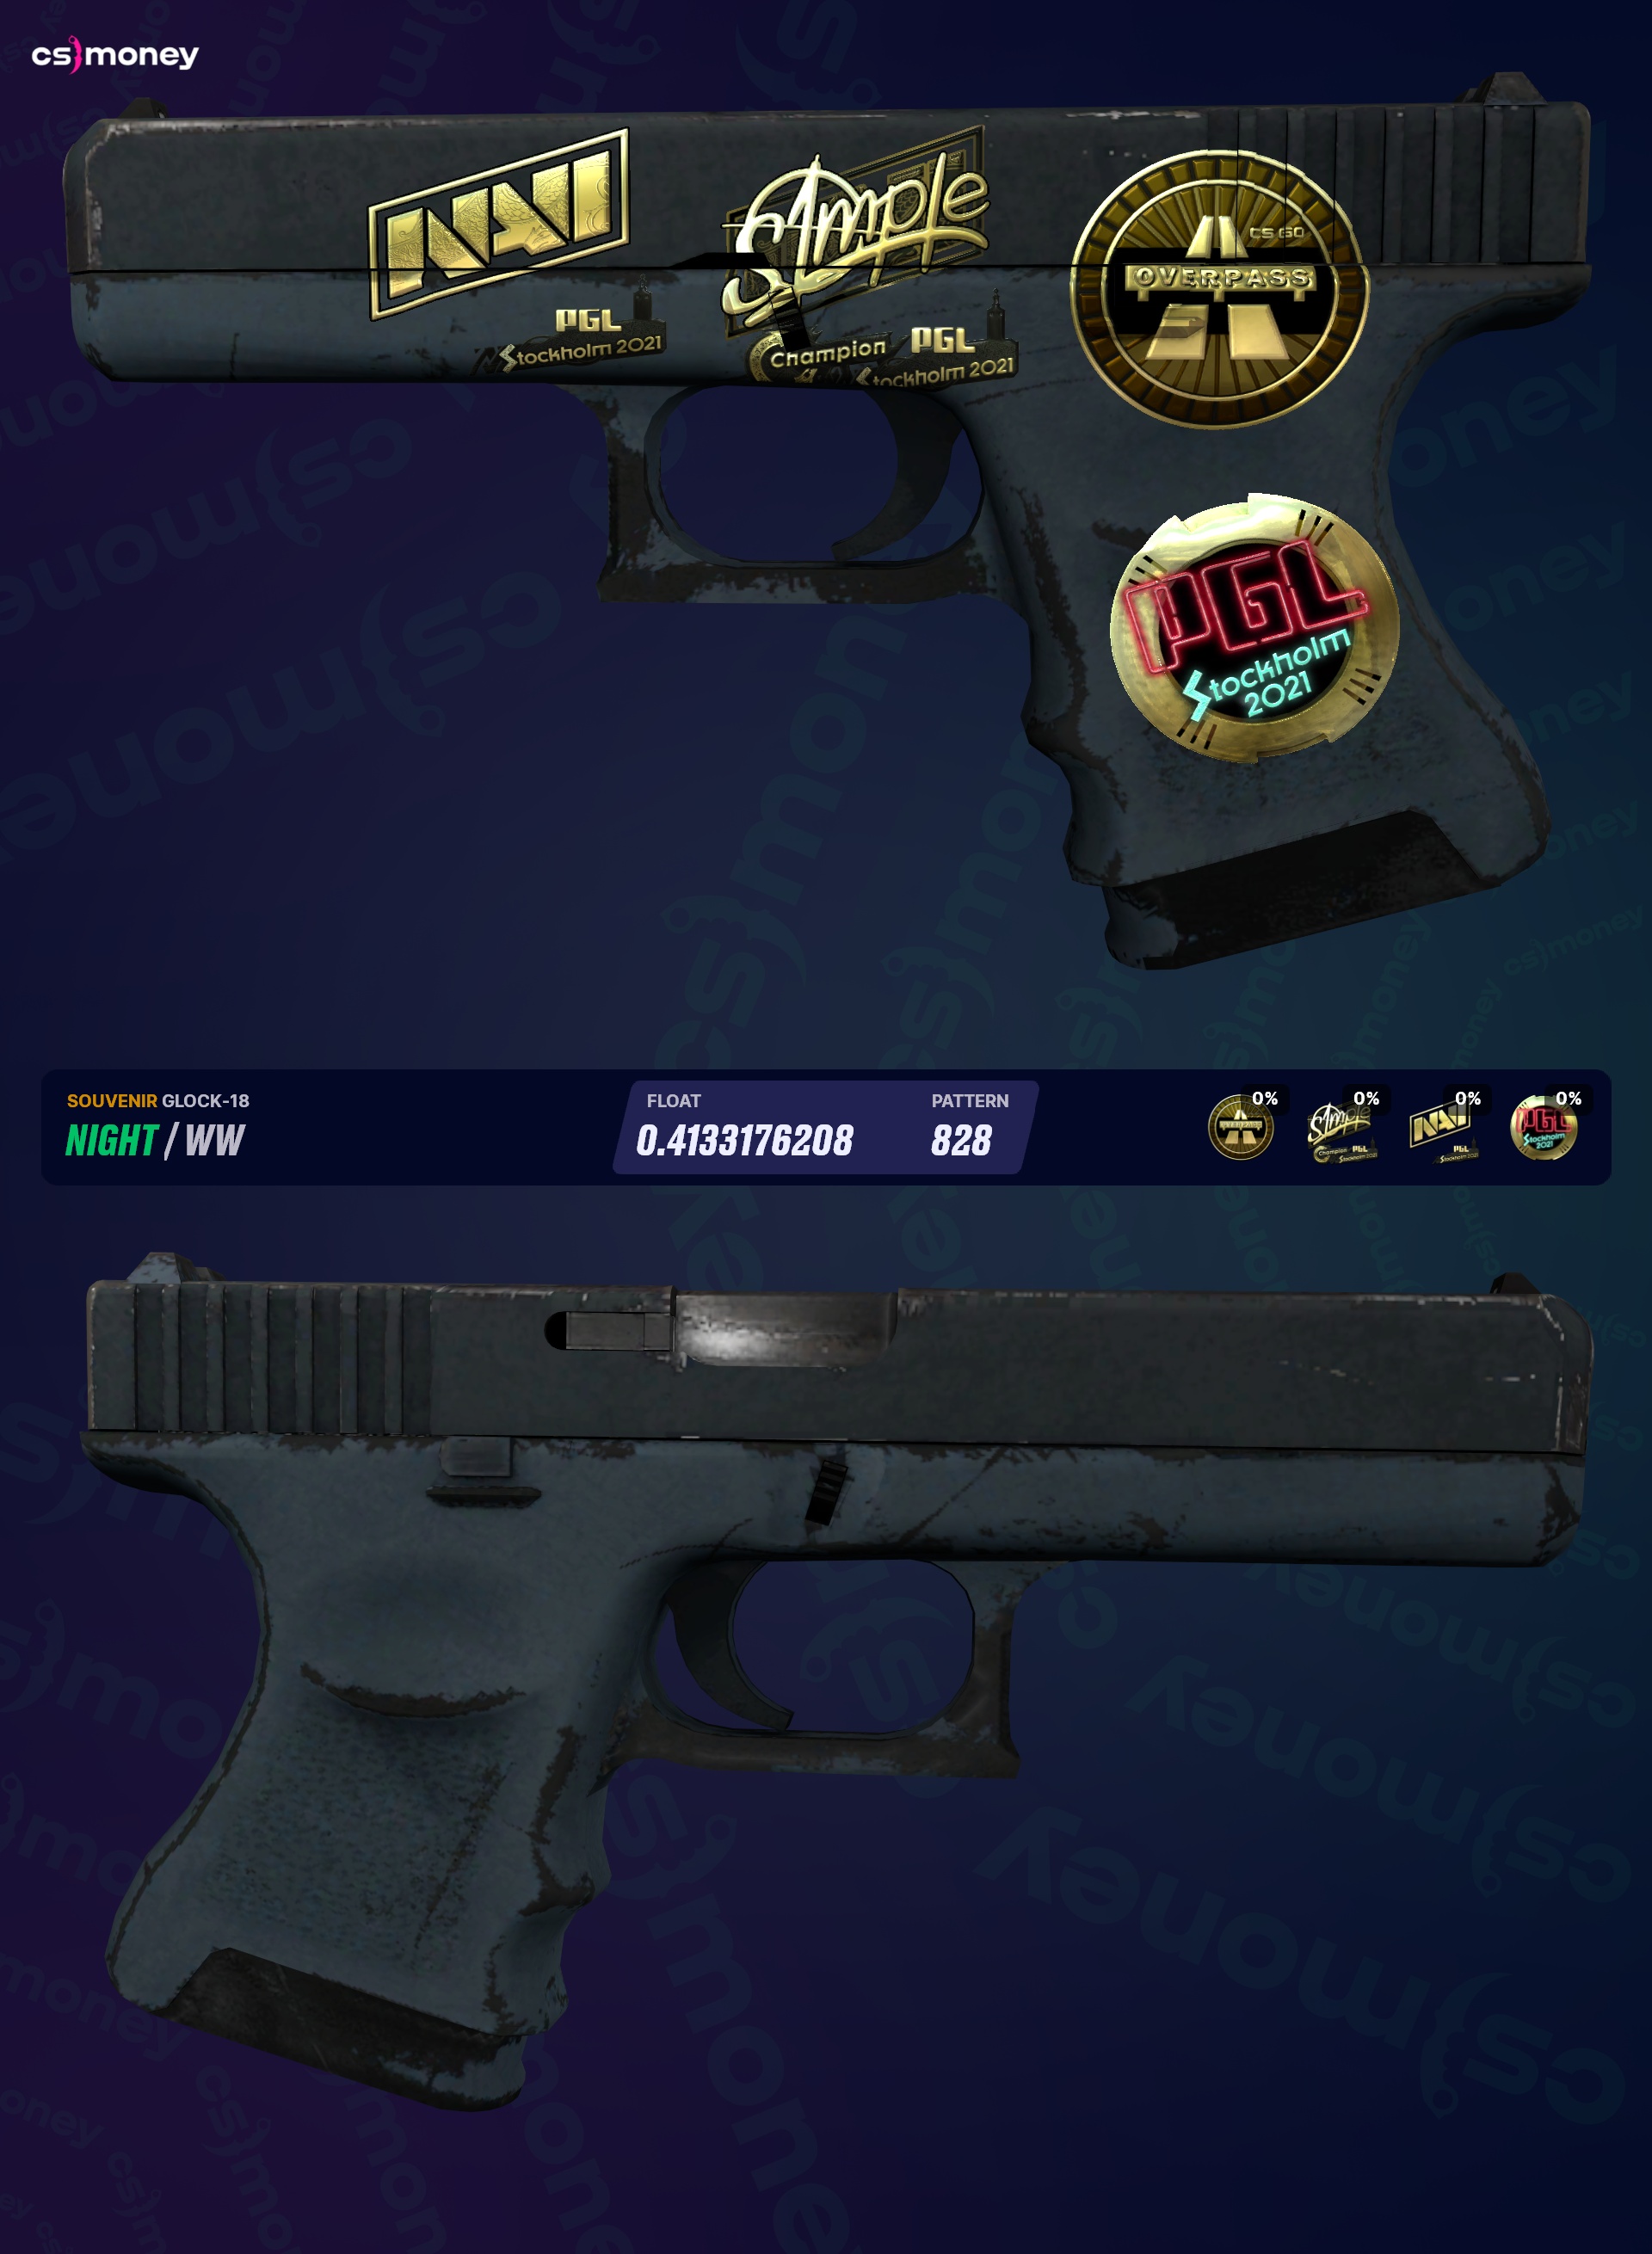 cs money
NAVI
s1mple
CS GO
OVERPASS
PGL
Stockholm 2021
Champion
PGL
Stockholm 2021
PGL
Stockholm
2021
SOUVENIR GLOCK-18
NIGHT / WW
FLOAT
0.4133176208
PATTERN
828
0%
0%
0%
0%